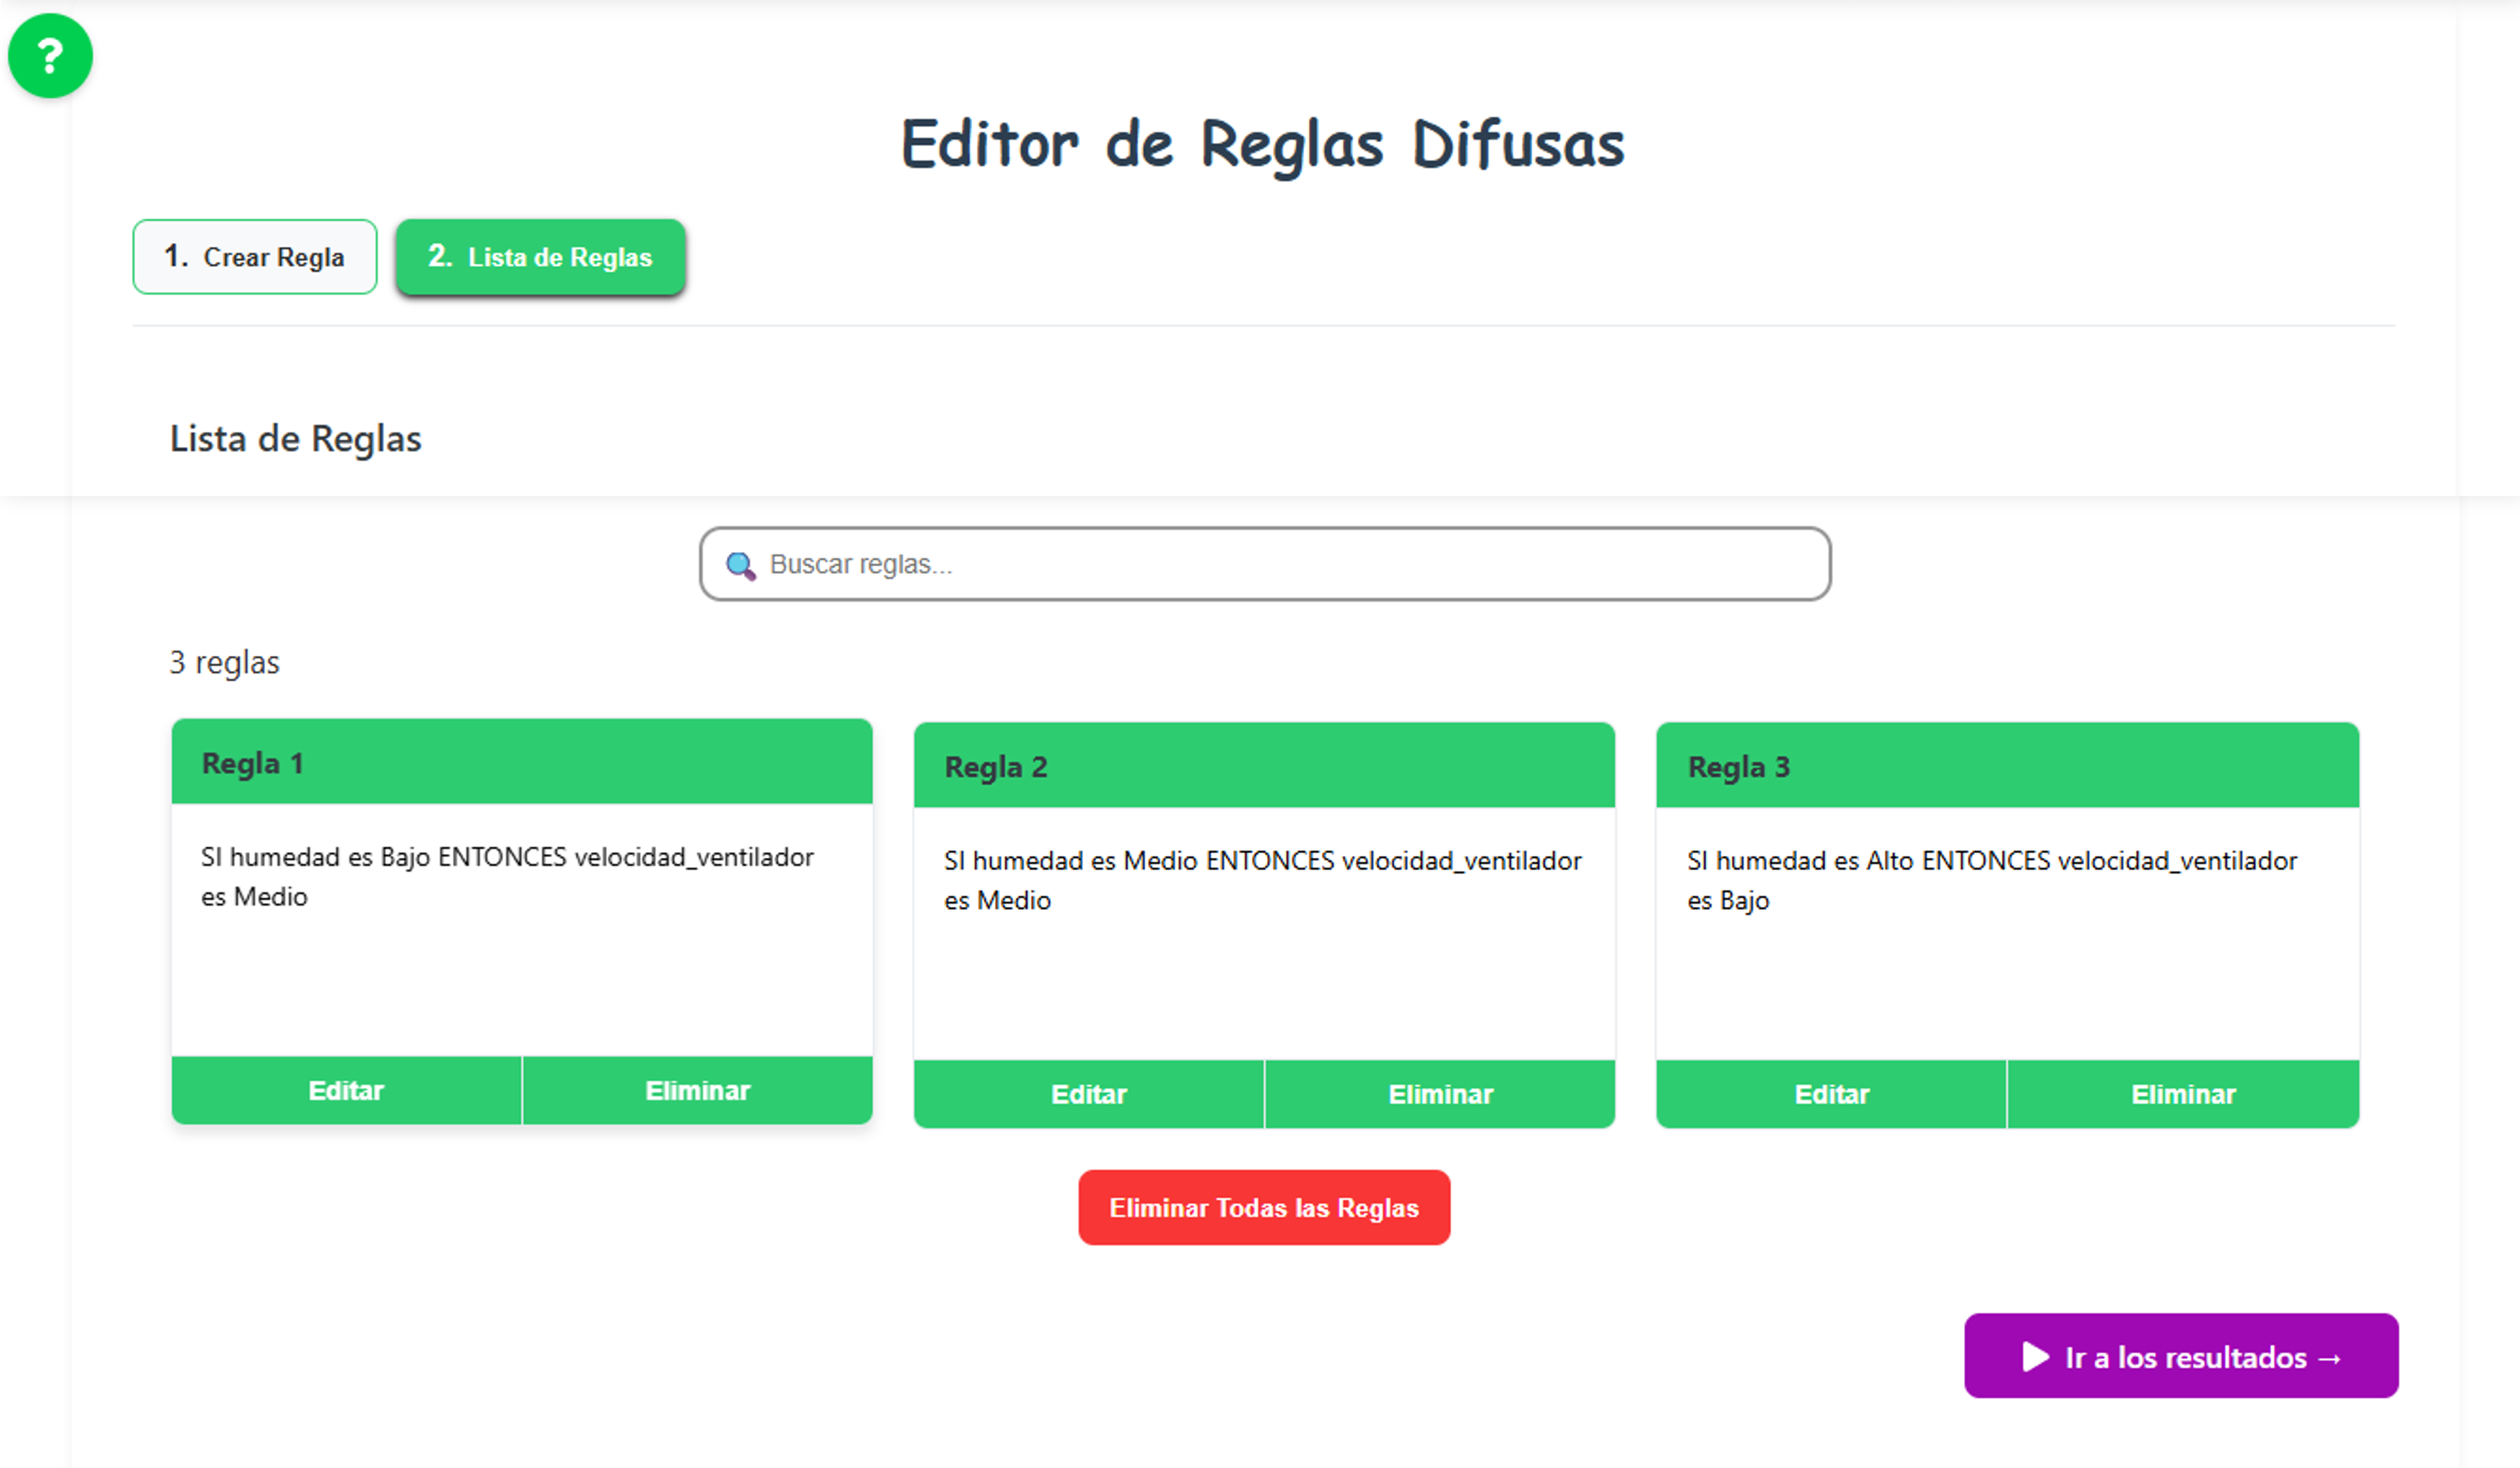 ?
Editor de Reglas Difusas
1. Crear Regla
2. Lista de Reglas
Lista de Reglas
Buscar reglas...
3 reglas
Regla 1
SI humedad es Bajo ENTONCES velocidad_ventilador
es Medio
Editar
Eliminar
Regla 2
SI humedad es Medio ENTONCES velocidad_ventilador
es Medio
Editar
Eliminar
Regla 3
SI humedad es Alto ENTONCES velocidad_ventilador
es Bajo
Editar
Eliminar
Eliminar Todas las Reglas
Ir a los resultados →